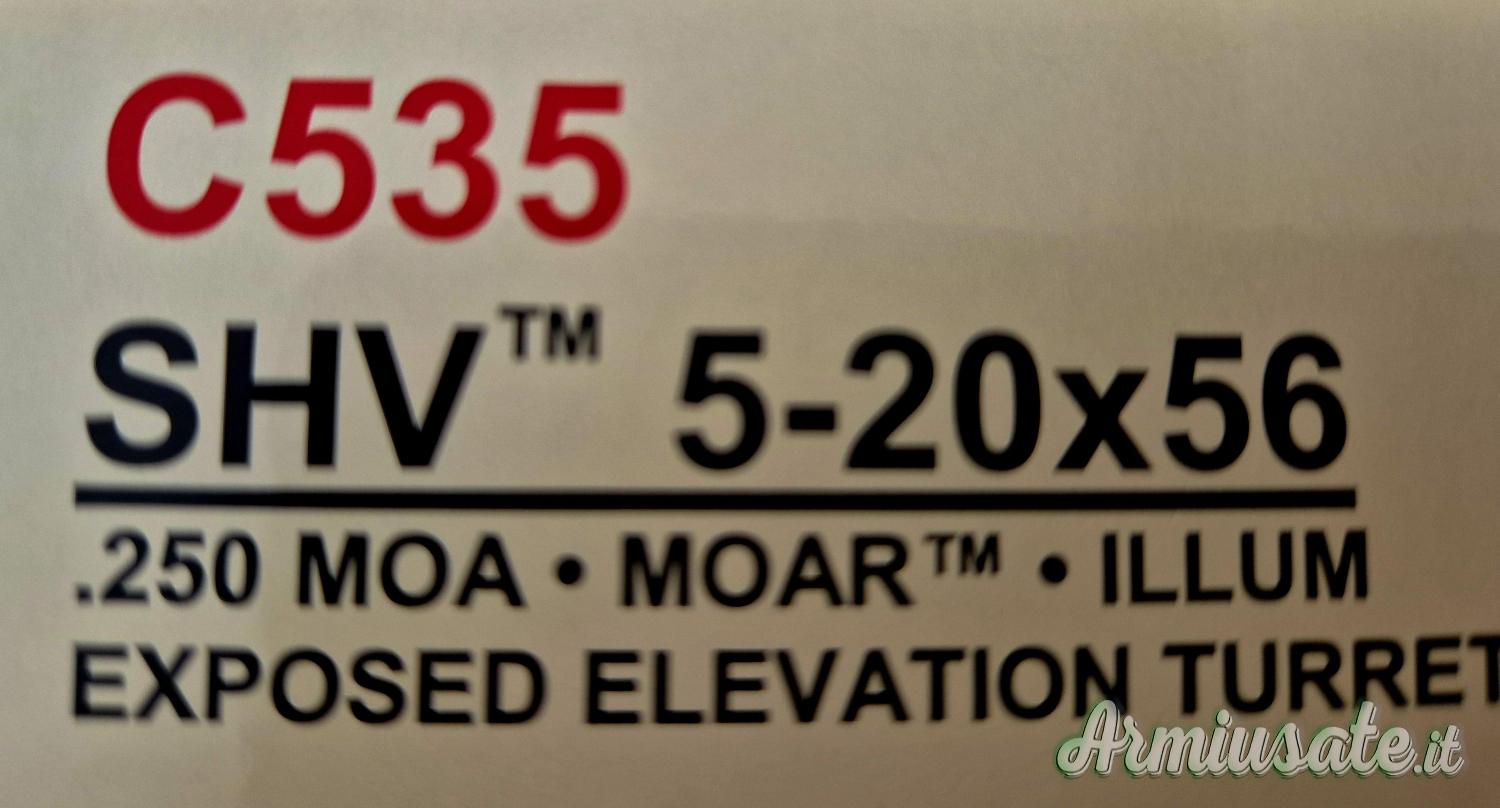 C535
SHV™ 5-20x56
.250 MOA • MOAR™ • ILLUM
EXPOSED ELEVATION TURRET
Armiusate.it